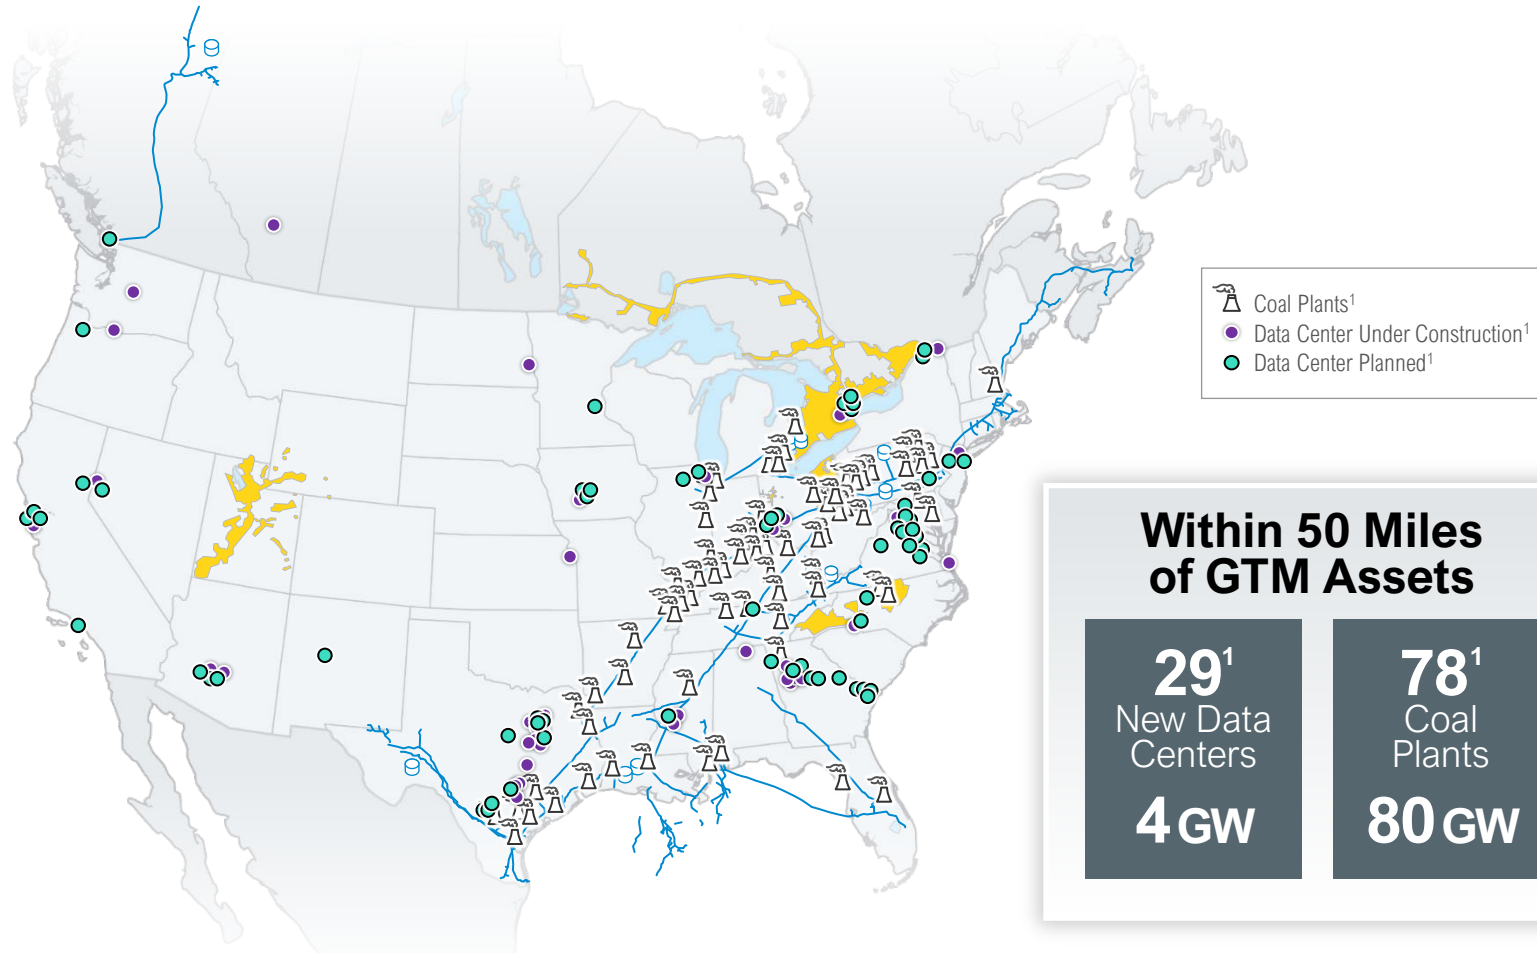 Coal Plants¹
Data Center Under Construction¹
Data Center Planned¹
Within 50 Miles
of GTM Assets
29¹
New Data
Centers
4 GW
78¹
Coal
Plants
80 GW